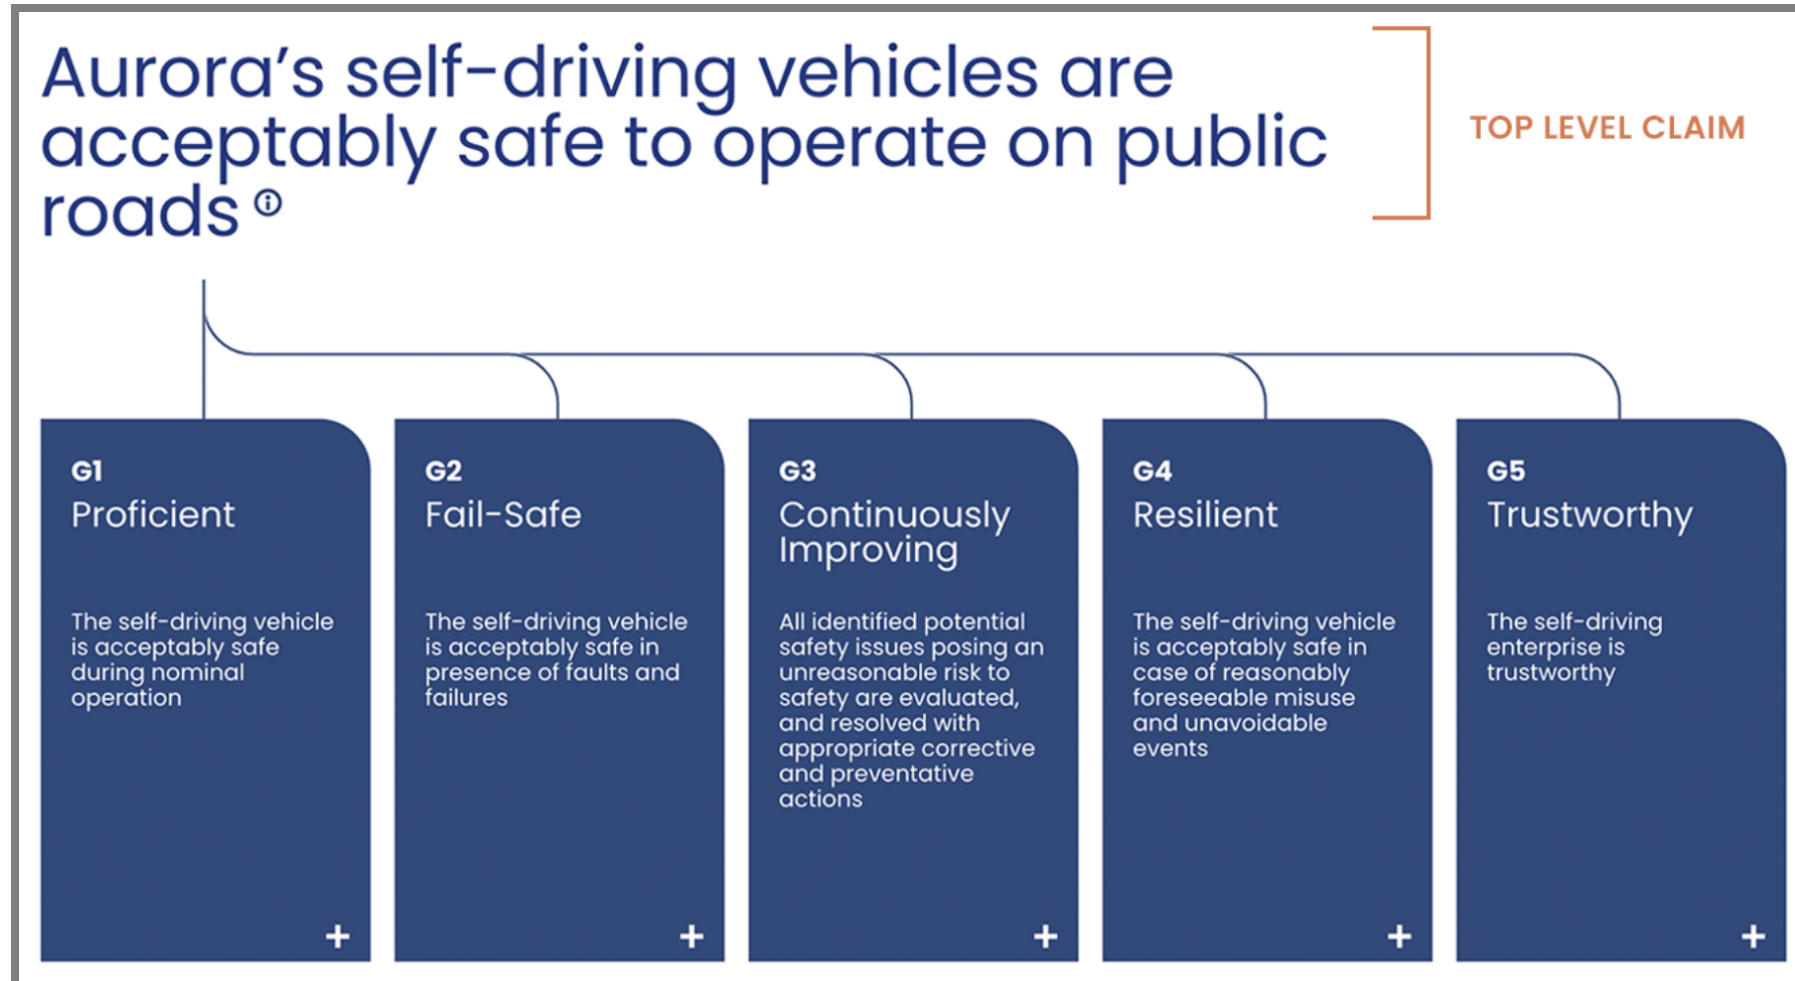 Aurora’s self-driving vehicles are
acceptably safe to operate on public
roads
TOP LEVEL CLAIM
G1
Proficient
The self-driving vehicle
is acceptably safe
during nominal
operation
+
G2
Fail-Safe
The self-driving vehicle
is acceptably safe in
presence of faults and
failures
+
G3
Continuously
Improving
All identified potential
safety issues posing an
unreasonable risk to
safety are evaluated,
and resolved with
appropriate corrective
and preventative
actions
+
G4
Resilient
The self-driving vehicle
is acceptably safe in
case of reasonably
foreseeable misuse
and unavoidable
events
+
G5
Trustworthy
The self-driving
enterprise is
trustworthy
+